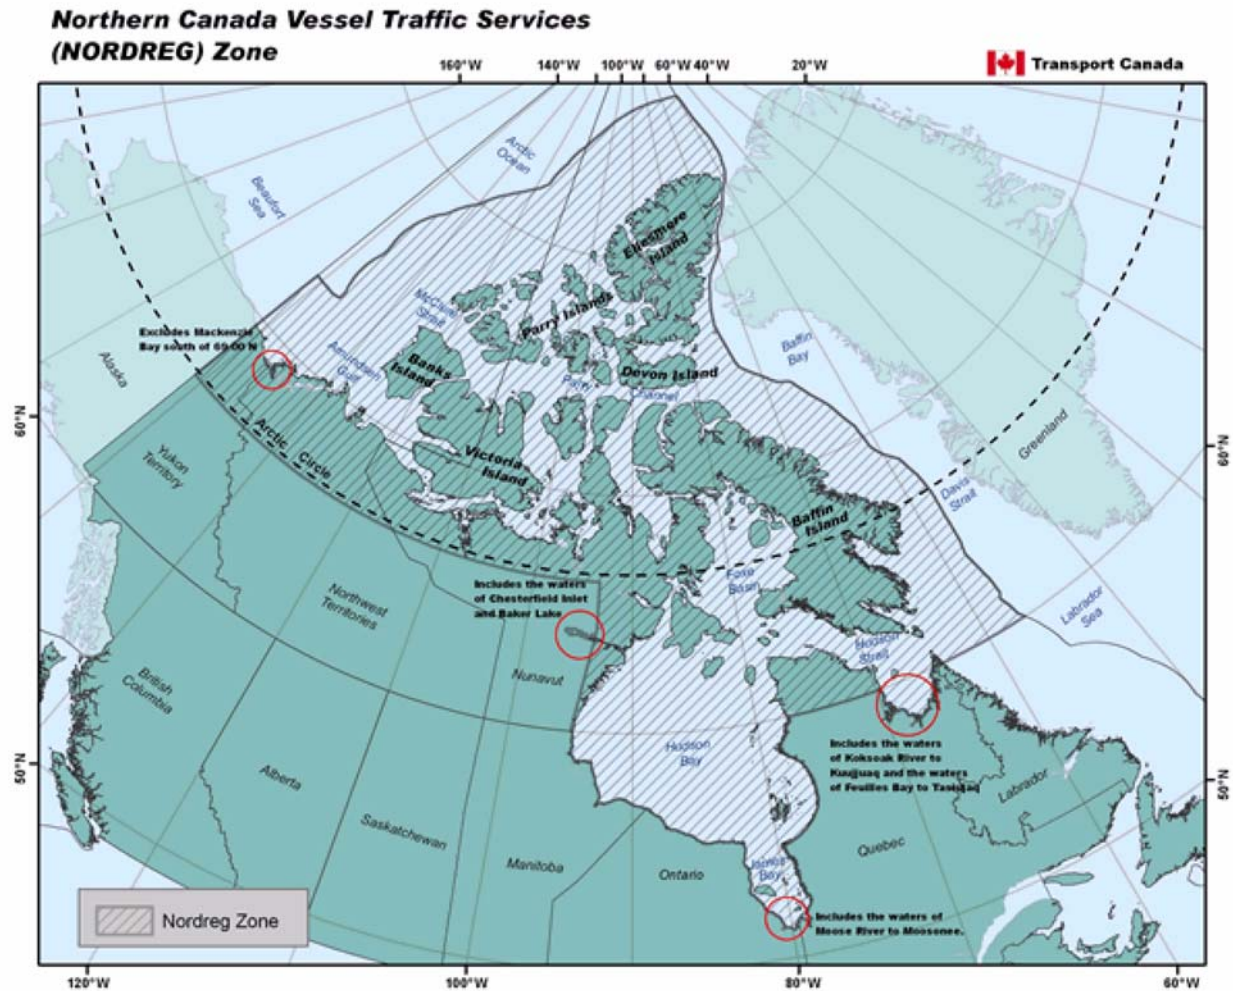 Northern Canada Vessel Traffic Services
(NORDREG) Zone
Transport Canada
160°W 140°W 100°W 60°W 40°W 20°W
Arctic
Ocean
Beaufort
Sea
Ellesmere
Island
McClure
Strait
Parry Islands
Excludes Mackenzie
Bay south of 69 00 N
Amundsen
Gulf
Banks
Island
Parry
Channel
Devon Island
Baffin
Bay
Alaska
Greenland
60°N
60°N
Arctic Circle
Yukon
Territory
Victoria
Island
Davis
Strait
Baffin
Island
Foxe
Basin
Includes the waters
of Chesterfield Inlet
and Baker Lake
Northwest
Territories
Labrador
Sea
Hudson
Strait
Nunavut
British
Columbia
Hudson
Bay
Includes the waters
of Koksoak River to
Kuujjuaq and the waters
of Feuilles Bay to Tasiujaq
50°N
50°N
Alberta
Labrador
Saskatchewan
Manitoba
Ontario
Quebec
James
Bay
Includes the waters of
Moose River to Moosonee.
Nordreg Zone
120°W 100°W 80°W 60°W